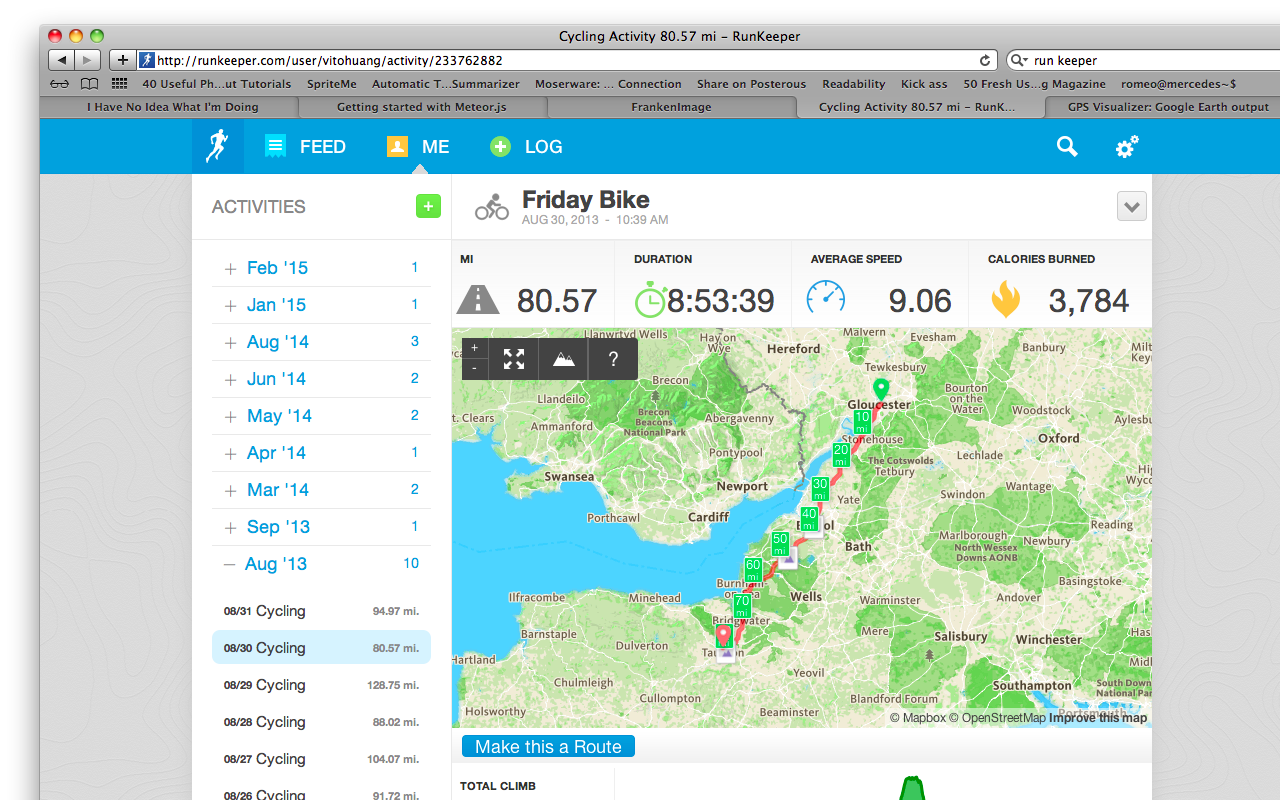 Cycling Activity 80.57 mi – RunKeeper
http://runkeeper.com/user/vitohuang/activity/233762882
run keeper
40 Useful Ph...ut Tutorials SpriteMe Automatic T...Summarizer Moserware: ... Connection Share on Posterous Readability Kick ass 50 Fresh Us...g Magazine romeo@mercedes~$
I Have No Idea What I'm Doing Getting started with Meteor.js FrankenImage Cycling Activity 80.57 mi – RunK... GPS Visualizer: Google Earth output
FEED ME LOG
ACTIVITIES
+
Feb '15 1
Jan '15 1
Aug '14 3
Jun '14 2
May '14 2
Apr '14 1
Mar '14 2
Sep '13 1
Aug '13 10
08/31 Cycling 94.97 mi.
08/30 Cycling 80.57 mi.
08/29 Cycling 128.75 mi.
08/28 Cycling 88.02 mi.
08/27 Cycling 104.07 mi.
08/26 Cycling 91.72 mi.
Friday Bike
AUG 30, 2013 - 10:39 AM
MI DURATION AVERAGE SPEED CALORIES BURNED
80.57 8:53:39 9.06 3,784
+
-
?
Llanwrtyd Wells
Hay on
Wye
Hereford
Malvern
Evesham
Banbury
Milt
Keyn
Tewkesbury
Brecon
Llandeilo
Brecon
Beacons
National Park
Gloucester
Bourton
on the
Water
Woodstock
Aylesbu
t. Clears
Ammanford
Abergavenny
10
mi
Stonehouse
Oxford
Pontypool
20
mi
The Cotswolds
Tetbury
Lechlade
Swansea
Newport
30
mi
Yate
Swindon
Wantage
Porthcawl
Cardiff
40
mi
Reading
50
mi
Bath
Marlborough
North Wessex
Downs AONB
Newbury
60
mi
Basingstoke
Ilfracombe
Minehead
Wells
Warminster
Andover
70
mi
Bridgwater
Barnstaple
Dulverton
Mere
Salisbury
Winchester
Hartland
Yeovil
Chulmleigh
Southampton
South Down
National Par
Cullompton
Blandford Forum
Holsworthy
Beaminster
Portsmouth
© Mapbox © OpenStreetMap Improve this map
Make this a Route
TOTAL CLIMB